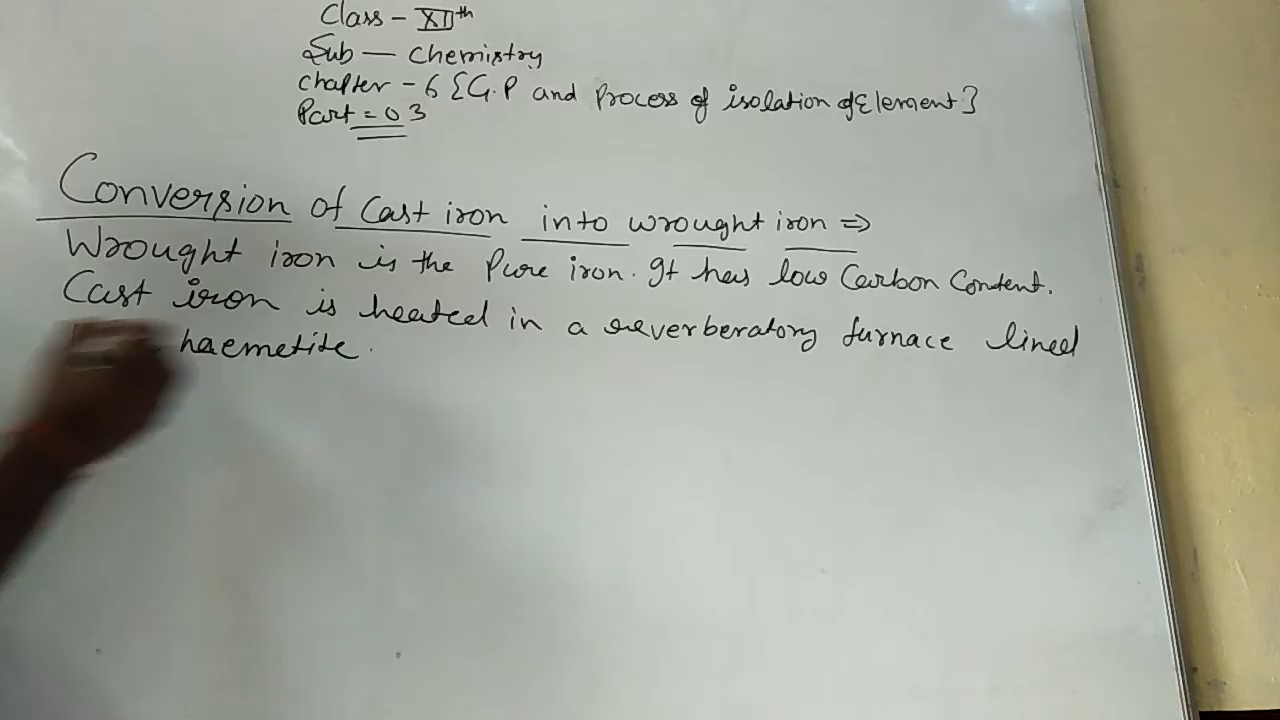 Class - XIIth
Sub - Chemistry
Chapter - 6 {G.P and Process of isolation of Element}
Part = 03
Conversion of Cast iron into wrought iron ⇒
Wrought iron is the Pure iron. It has low Carbon Content.
Cast iron is heated in a reverberatory furnace lined
haemetite.